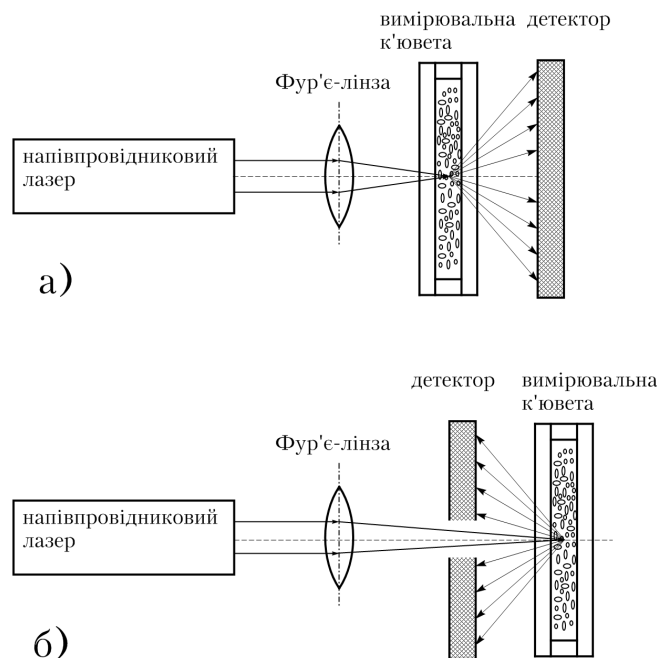 вимірювальна
к'ювета
детектор
Фур'є-лінза
напівпровідниковий
лазер
а)
детектор
вимірювальна
к'ювета
Фур'є-лінза
напівпровідниковий
лазер
б)